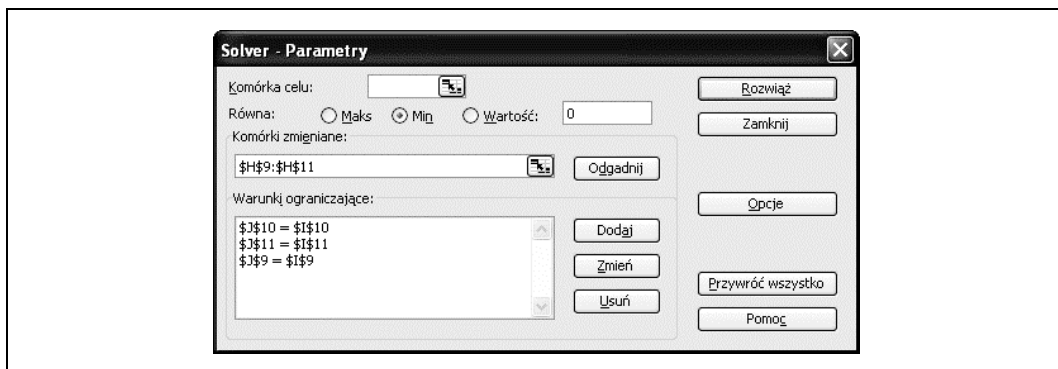 Solver - Parametry
Komórka celu:
Rozwiąż
Równa: Maks Min Wartość: 0
Zamknij
Komórki zmieniane:
$H$9:$H$11
Odgadnij
Warunki ograniczające:
Opcje
$J$10 = $I$10
$J$11 = $I$11
$J$9 = $I$9
Dodaj
Zmień
Usuń
Przywróć wszystko
Pomoc